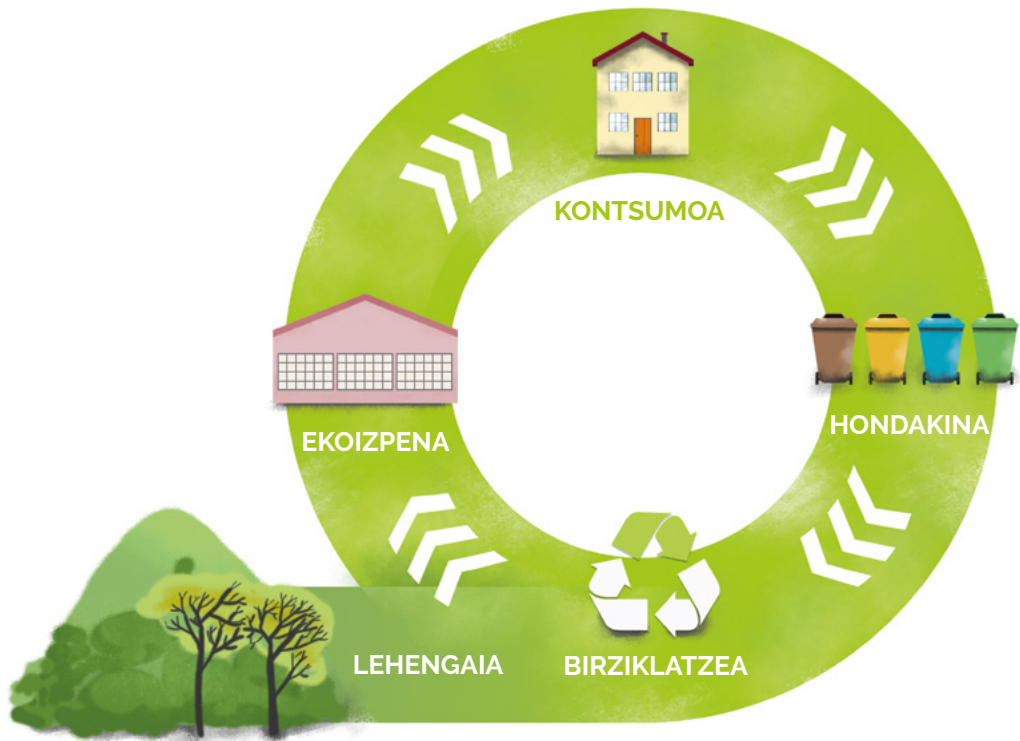 KONTSUMOA
HONDAKINA
EKOIZPENA
LEHENGAIA
BIRZIKLATZEA